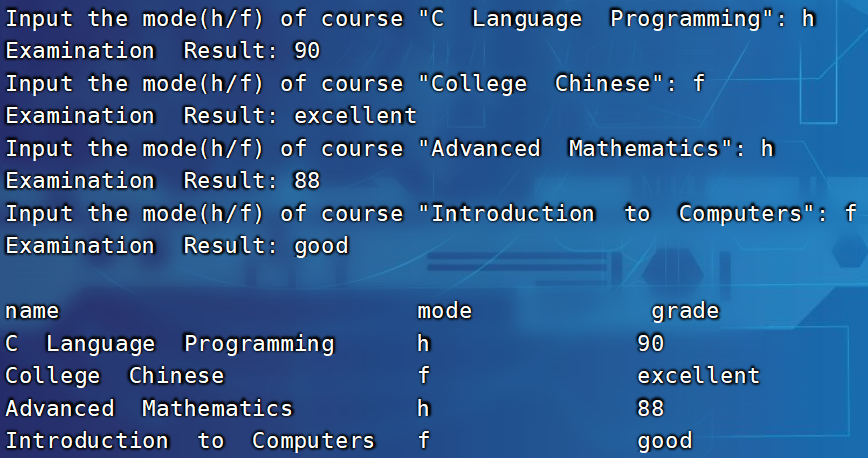 Input the mode(h/f) of course "C  Language  Programming": h
Examination  Result: 90
Input the mode(h/f) of course "College  Chinese": f
Examination  Result: excellent
Input the mode(h/f) of course "Advanced  Mathematics": h
Examination  Result: 88
Input the mode(h/f) of course "Introduction  to  Computers": f
Examination  Result: good
name                          mode             grade
C  Language  Programming      h               90
College  Chinese              f               excellent
Advanced  Mathematics         h               88
Introduction  to  Computers   f               good